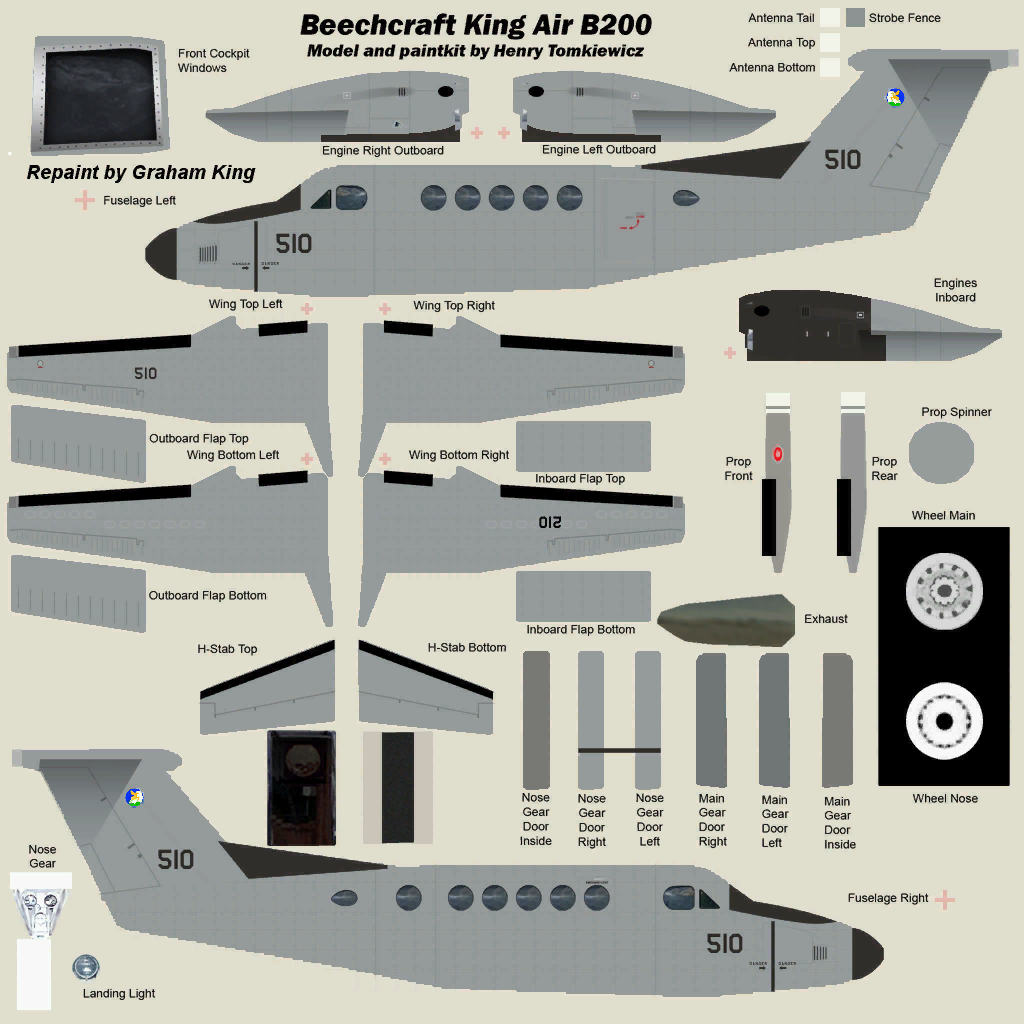 Beechcraft King Air B200
Model and paintkit by Henry Tomkiewicz
Antenna Tail
Strobe Fence
Antenna Top
Antenna Bottom
Front Cockpit
Windows
Engine Right Outboard
Engine Left Outboard
510
Repaint by Graham King
Fuselage Left
510
DANGER
DANGER
Wing Top Left
Wing Top Right
Engines
Inboard
510
Outboard Flap Top
Wing Bottom Left
Wing Bottom Right
Inboard Flap Top
Prop
Front
Prop
Rear
Prop Spinner
510
Wheel Main
Outboard Flap Bottom
Inboard Flap Bottom
Exhaust
H-Stab Top
H-Stab Bottom
Nose
Gear
Door
Inside
Nose
Gear
Door
Right
Nose
Gear
Door
Left
Main
Gear
Door
Right
Main
Gear
Door
Left
Main
Gear
Door
Inside
Wheel Nose
Nose
Gear
510
Fuselage Right
510
DANGER
DANGER
Landing Light